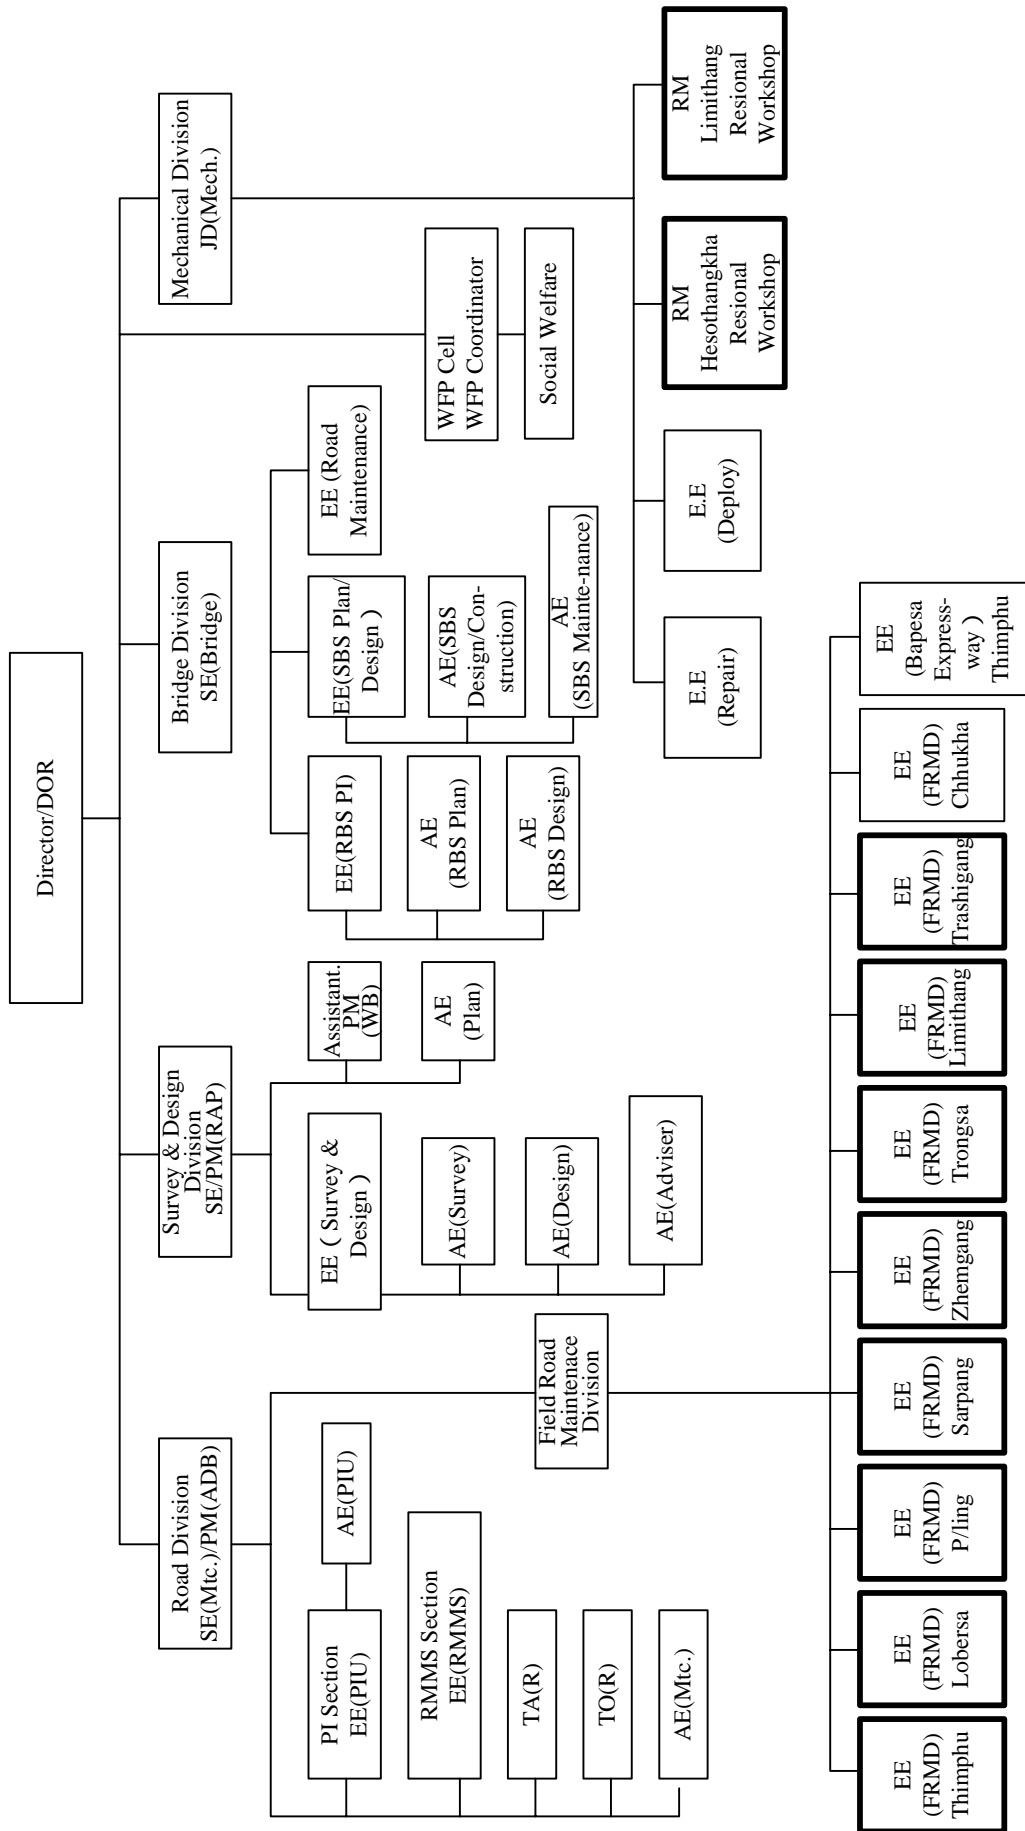 Director/DOR
Road Division
SE(Mtc.)/PM(ADB)
Survey & Design
Division
SE/PM(RAP)
Bridge Division
SE(Bridge)
Mechanical Division
JD(Mech.)
PI Section
EE(PIU)
AE(PIU)
RMMS Section
EE(RMMS)
TA(R)
TO(R)
AE(Mtc.)
Field Road
Maintenace
Division
EE ( Survey &
Design )
AE(Survey)
AE(Design)
AE(Adviser)
Assistant.
PM
(WB)
AE
(Plan)
EE(RBS PI)
AE
(RBS Plan)
AE
(RBS Design)
EE(SBS Plan/
Design )
AE(SBS
Design/Con-
struction)
AE
(SBS Mainte-nance)
EE (Road
Maintenance)
WFP Cell
WFP Coordinator
Social Welfare
E.E
(Repair)
E.E
(Deploy)
RM
Hesothangkha
Resional
Workshop
RM
Limithang
Resional
Workshop
EE
(FRMD)
Thimphu
EE
(FRMD)
Lobersa
EE
(FRMD)
P/ling
EE
(FRMD)
Sarpang
EE
(FRMD)
Zhemgang
EE
(FRMD)
Trongsa
EE
(FRMD)
Limithang
EE
(FRMD)
Trashigang
EE
(FRMD)
Chhukha
EE
(Bapesa
Express-
way )
Thimphu